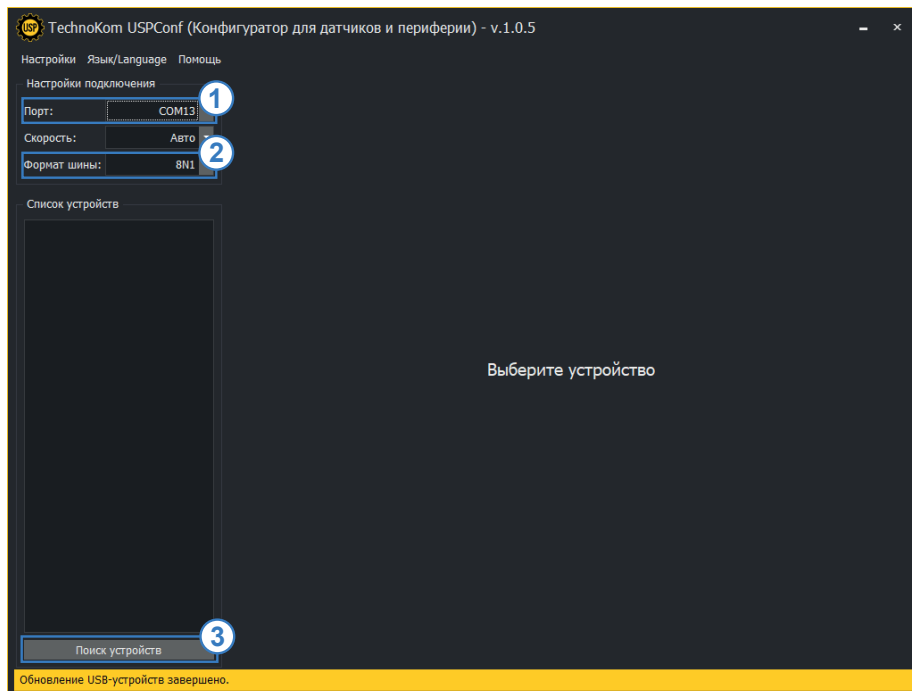 USP TechnoKom USPConf (Конфигуратор для датчиков и периферии) - v.1.0.5
Настройки Язык/Language Помощь
Настройки подключения
1
Порт: COM13
Скорость: Авто
2
Формат шины: 8N1
Список устройств
Выберите устройство
3
Поиск устройств
Обновление USB-устройств завершено.